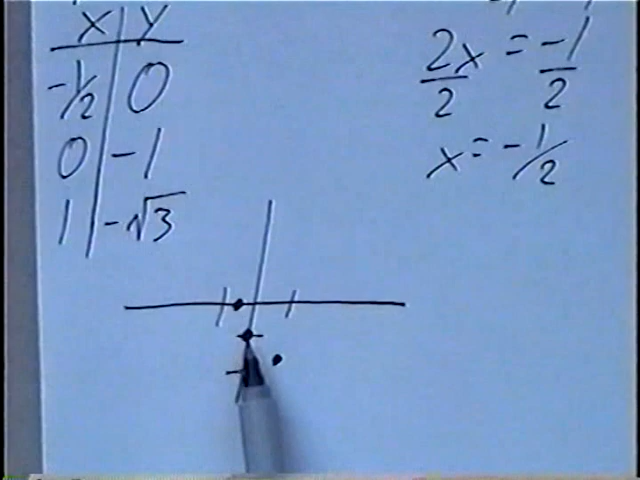 x y
-1/2 0
0 -1
1 -√3
2x/2 = -1/2
x = -1/2